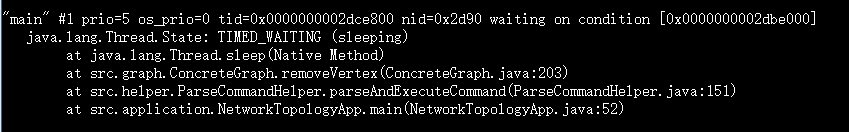 "main" #1 prio=5 os_prio=0 tid=0x0000000002dce800 nid=0x2d90 waiting on condition [0x0000000002dbe000]
java.lang.Thread.State: TIMED_WAITING (sleeping)
at java.lang.Thread.sleep(Native Method)
at src.graph.ConcreteGraph.removeVertex(ConcreteGraph.java:203)
at src.helper.ParseCommandHelper.parseAndExecuteCommand(ParseCommandHelper.java:151)
at src.application.NetworkTopologyApp.main(NetworkTopologyApp.java:52)